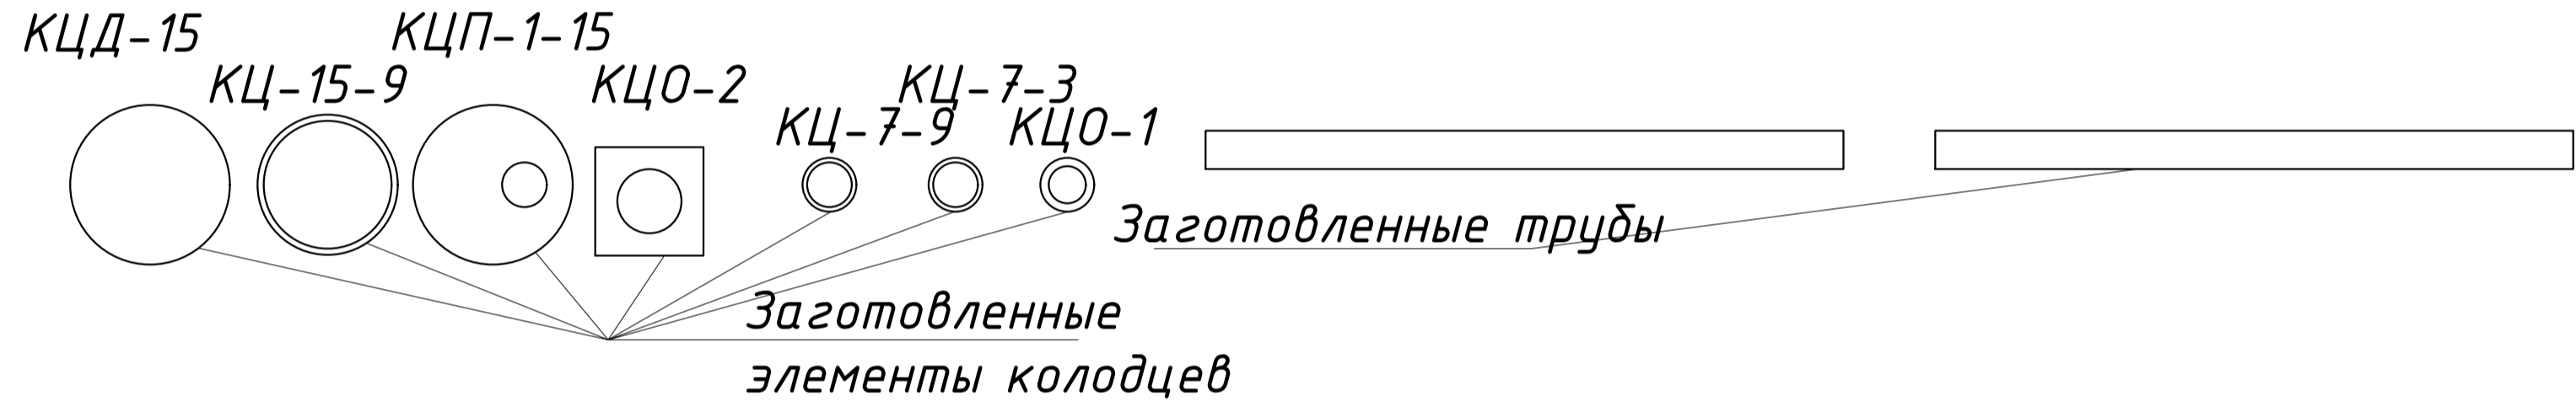 КЦД-15
КЦП-1-15
КЦ-15-9
КЦО-2
КЦ-7-3
КЦ-7-9
КЦО-1
Заготовленные трубы
Заготовленные
элементы колодцев